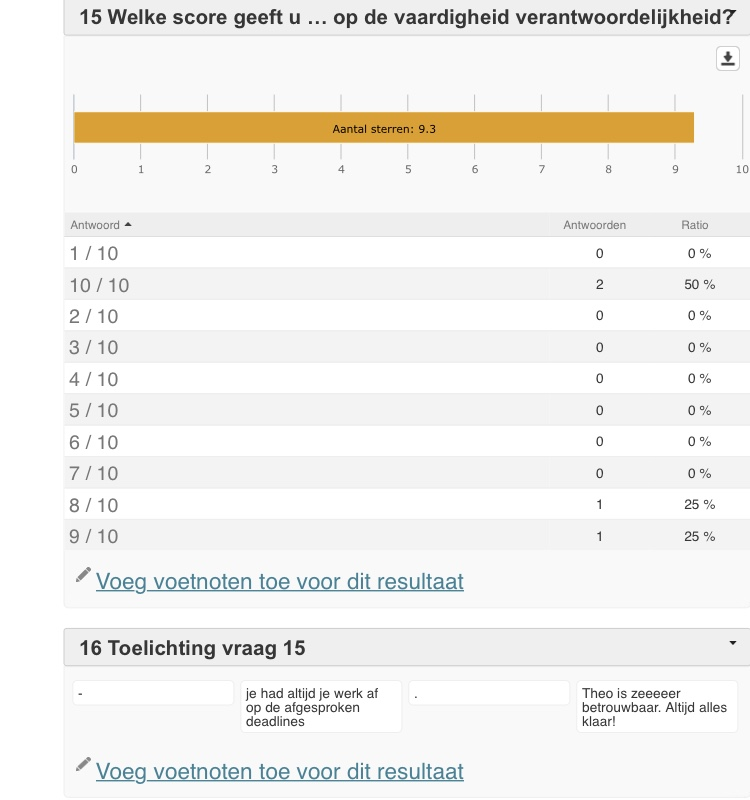 15 Welke score geeft u … op de vaardigheid verantwoordelijkheid?
Aantal sterren: 9.3
0 1 2 3 4 5 6 7 8 9 10
Antwoord Antwoorden Ratio
1 / 10 0 0 %
10 / 10 2 50 %
2 / 10 0 0 %
3 / 10 0 0 %
4 / 10 0 0 %
5 / 10 0 0 %
6 / 10 0 0 %
7 / 10 0 0 %
8 / 10 1 25 %
9 / 10 1 25 %
Voeg voetnoten toe voor dit resultaat
16 Toelichting vraag 15
-
je had altijd je werk af
op de afgesproken
deadlines
.
Theo is zeeeeer
betrouwbaar. Altijd alles
klaar!
Voeg voetnoten toe voor dit resultaat